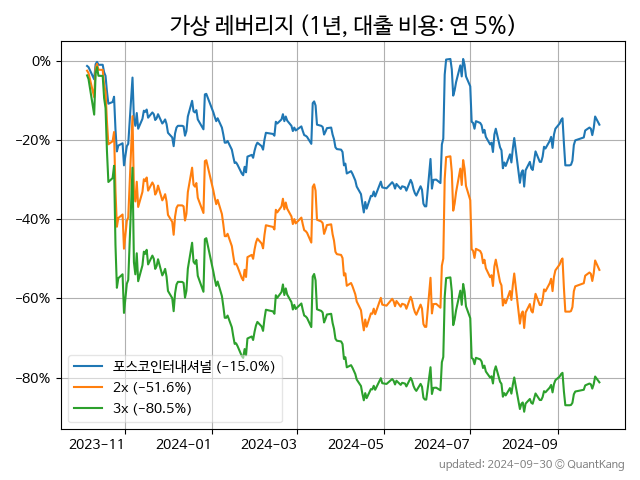 가상 레버리지 (1년, 대출 비용: 연 5%)
0%
−20%
−40%
−60%
−80%
포스코인터내셔널 (−15.0%)
2x (−51.6%)
3x (−80.5%)
2023−11 2024−01 2024−03 2024−05 2024−07 2024−09
updated: 2024−09−30 © QuantKang